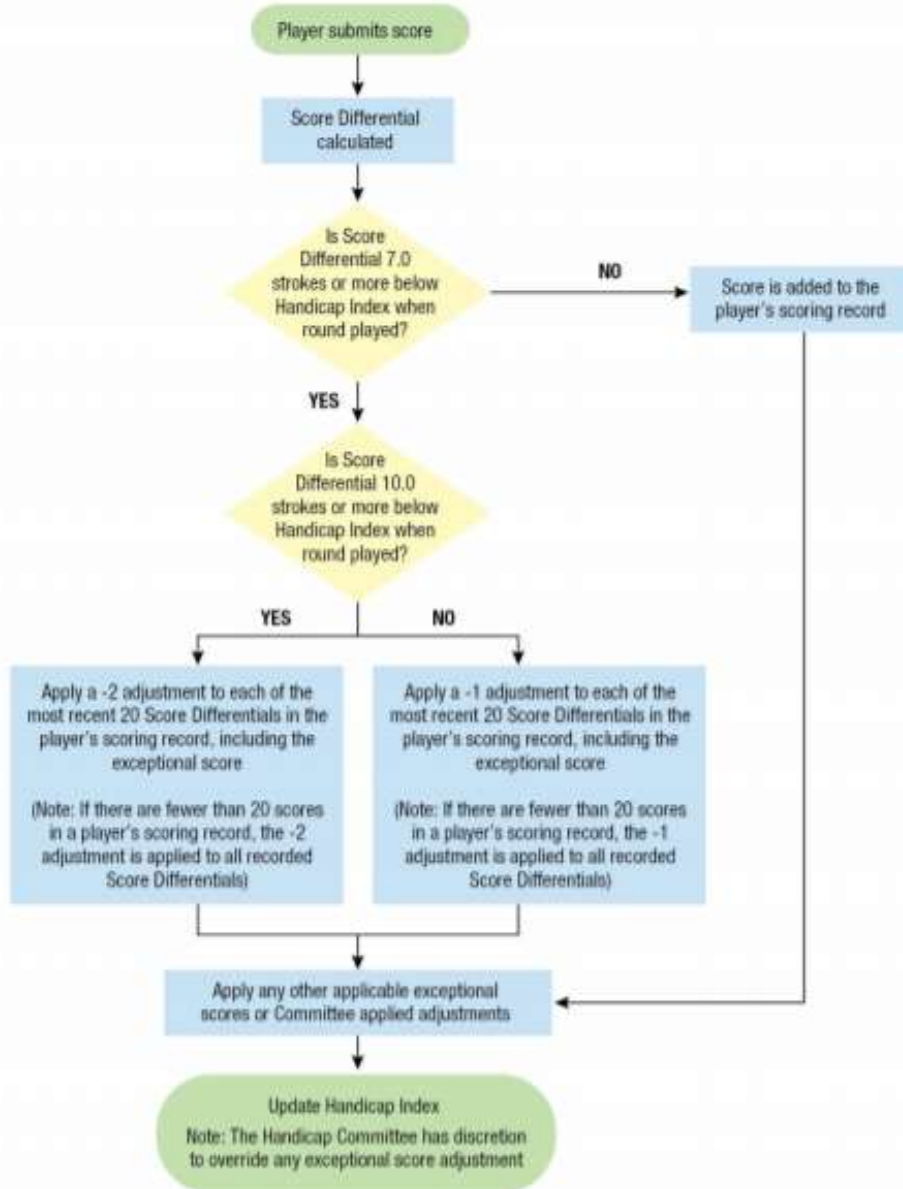 Player submits score
Score Differential
calculated
Is Score
Differential 7.0
strokes or more below
Handicap Index when
round played?
NO
Score is added to the
player's scoring record
YES
Is Score
Differential 10.0
strokes or more below
Handicap Index when
round played?
YES
NO
Apply a -2 adjustment to each of the
most recent 20 Score Differentials in the
player's scoring record, including the
exceptional score
(Note: If there are fewer than 20 scores
in a player's scoring record, the -2
adjustment is applied to all recorded
Score Differentials)
Apply a -1 adjustment to each of the
most recent 20 Score Differentials in the
player's scoring record, including the
exceptional score
(Note: If there are fewer than 20 scores
in a player's scoring record, the -1
adjustment is applied to all recorded
Score Differentials)
Apply any other applicable exceptional
scores or Committee applied adjustments
Update Handicap Index
Note: The Handicap Committee has discretion
to override any exceptional score adjustment